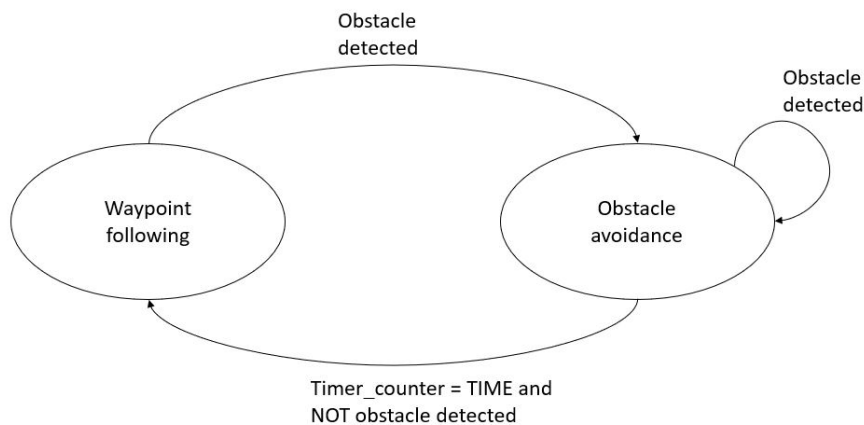 Obstacle
detected
Obstacle
detected
Waypoint
following
Obstacle
avoidance
Timer_counter = TIME and
NOT obstacle detected